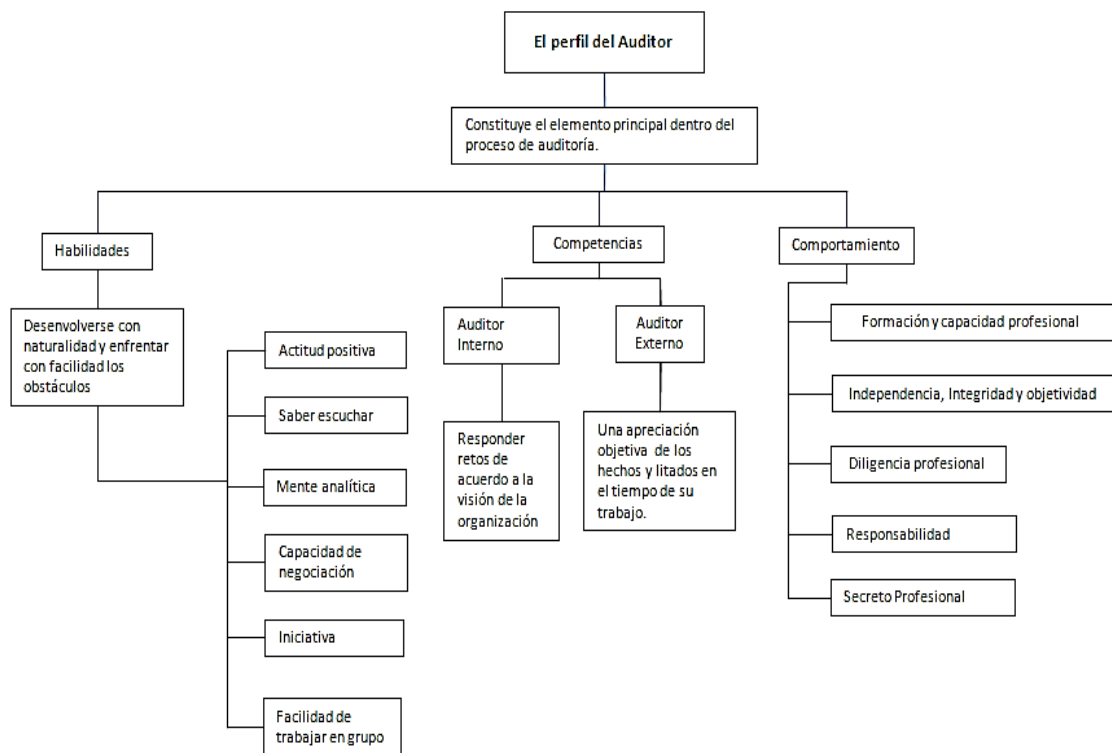 El perfil del Auditor
Constituye el elemento principal dentro del
proceso de auditoría.
Habilidades
Desenvolverse con
naturalidad y enfrentar
con facilidad los
obstáculos
Actitud positiva
Saber escuchar
Mente analítica
Capacidad de
negociación
Iniciativa
Facilidad de
trabajar en grupo
Competencias
Auditor
Interno
Responder
retos de
acuerdo a la
visión de la
organización
Auditor
Externo
Una apreciación
objetiva de los
hechos y litados en
el tiempo de su
trabajo.
Comportamiento
Formación y capacidad profesional
Independencia, Integridad y objetividad
Diligencia profesional
Responsabilidad
Secreto Profesional